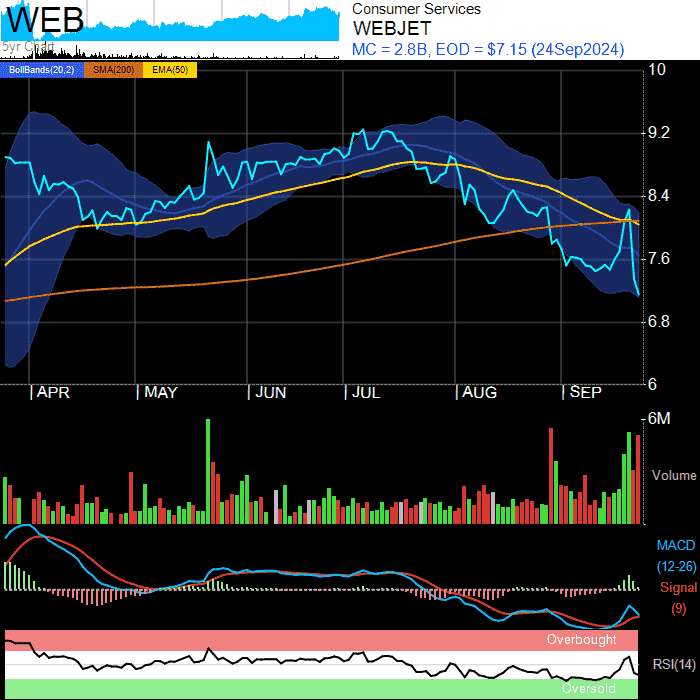 WEB
5yr Chart
Consumer Services
WEBJET
MC = 2.8B, EOD = $7.15 (24Sep2024)
BollBands(20,2) SMA(200) EMA(50)
10
9.2
8.4
7.6
6.8
6
APR MAY JUN JUL AUG SEP
6M
Volume
MACD
(12-26)
Signal
(9)
Overbought
RSI(14)
Oversold